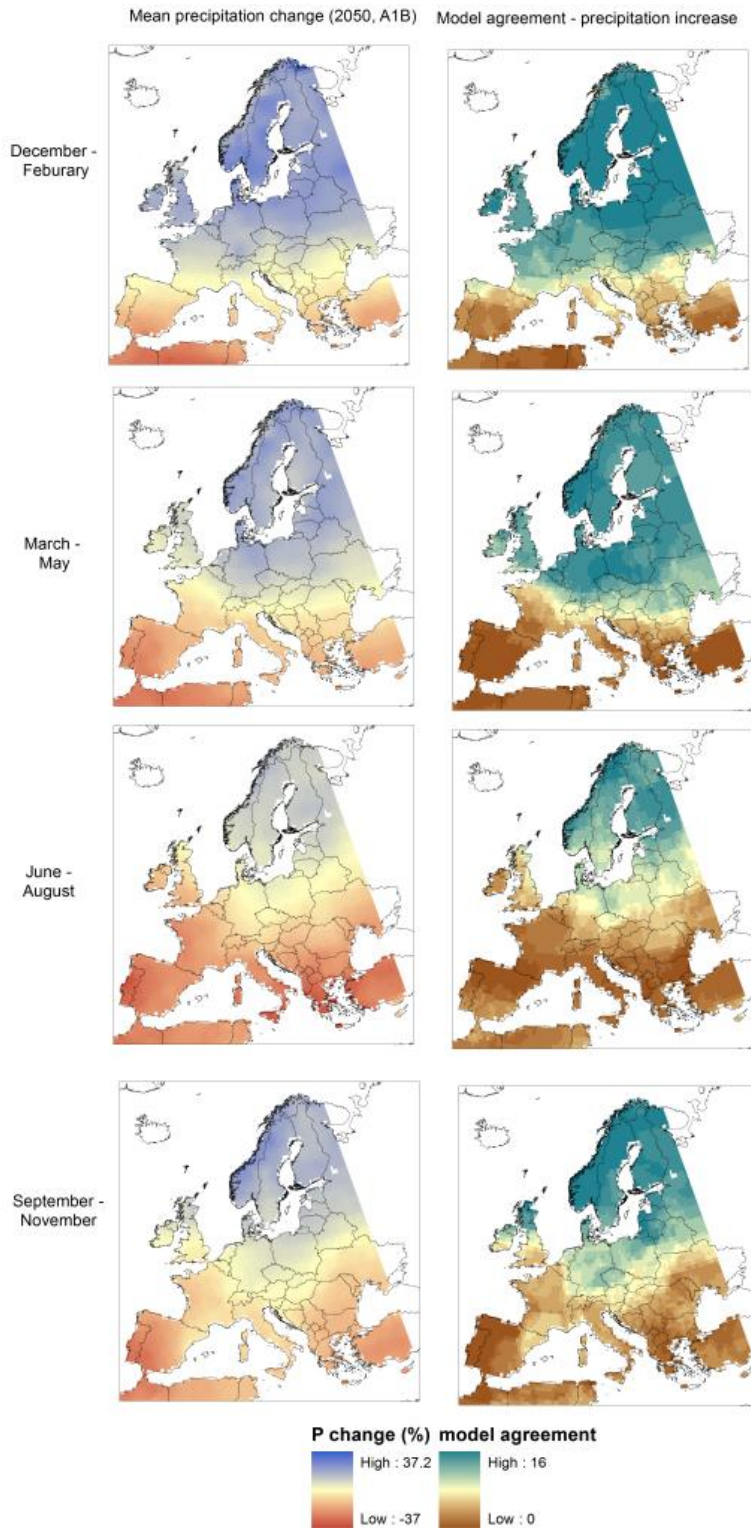 Mean precipitation change (2050, A1B)
Model agreement - precipitation increase
December -
Feburary
March -
May
June -
August
September -
November
P change (%)
model agreement
High : 37.2
High : 16
Low : -37
Low : 0